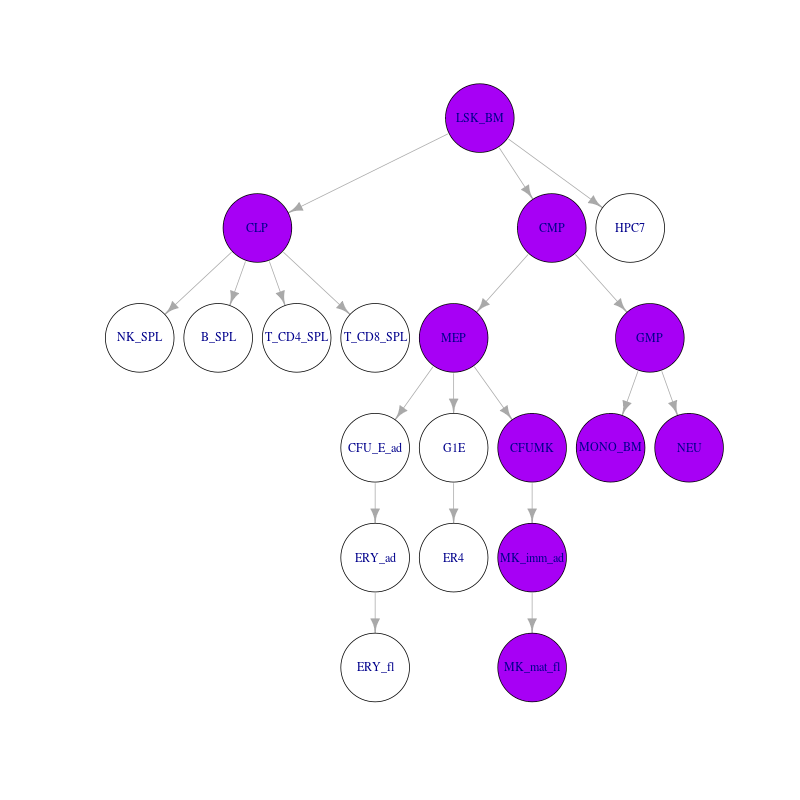 LSK_BM
CLP
CMP
HPC7
NK_SPL
B_SPL
T_CD4_SPL
T_CD8_SPL
MEP
GMP
CFU_E_ad
G1E
CFUMK
MONO_BM
NEU
ERY_ad
ER4
MK_imm_ad
ERY_fl
MK_mat_fl